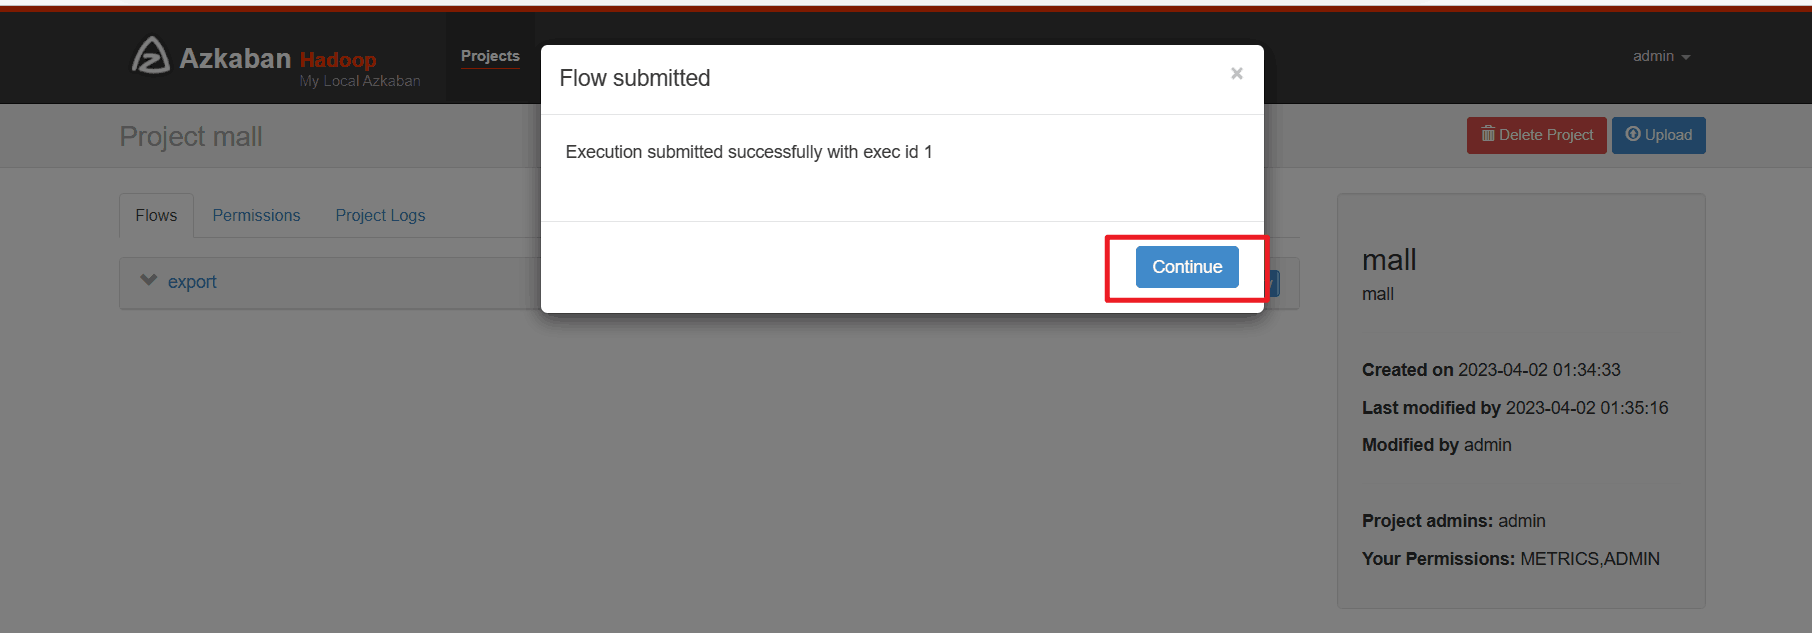 Azkaban Hadoop
My Local Azkaban
Projects
admin
Flow submitted
×
Execution submitted successfully with exec id 1
Continue
Project mall
Delete Project
Upload
Flows
Permissions
Project Logs
export
mall
mall
Created on 2023-04-02 01:34:33
Last modified by 2023-04-02 01:35:16
Modified by admin
Project admins: admin
Your Permissions: METRICS,ADMIN